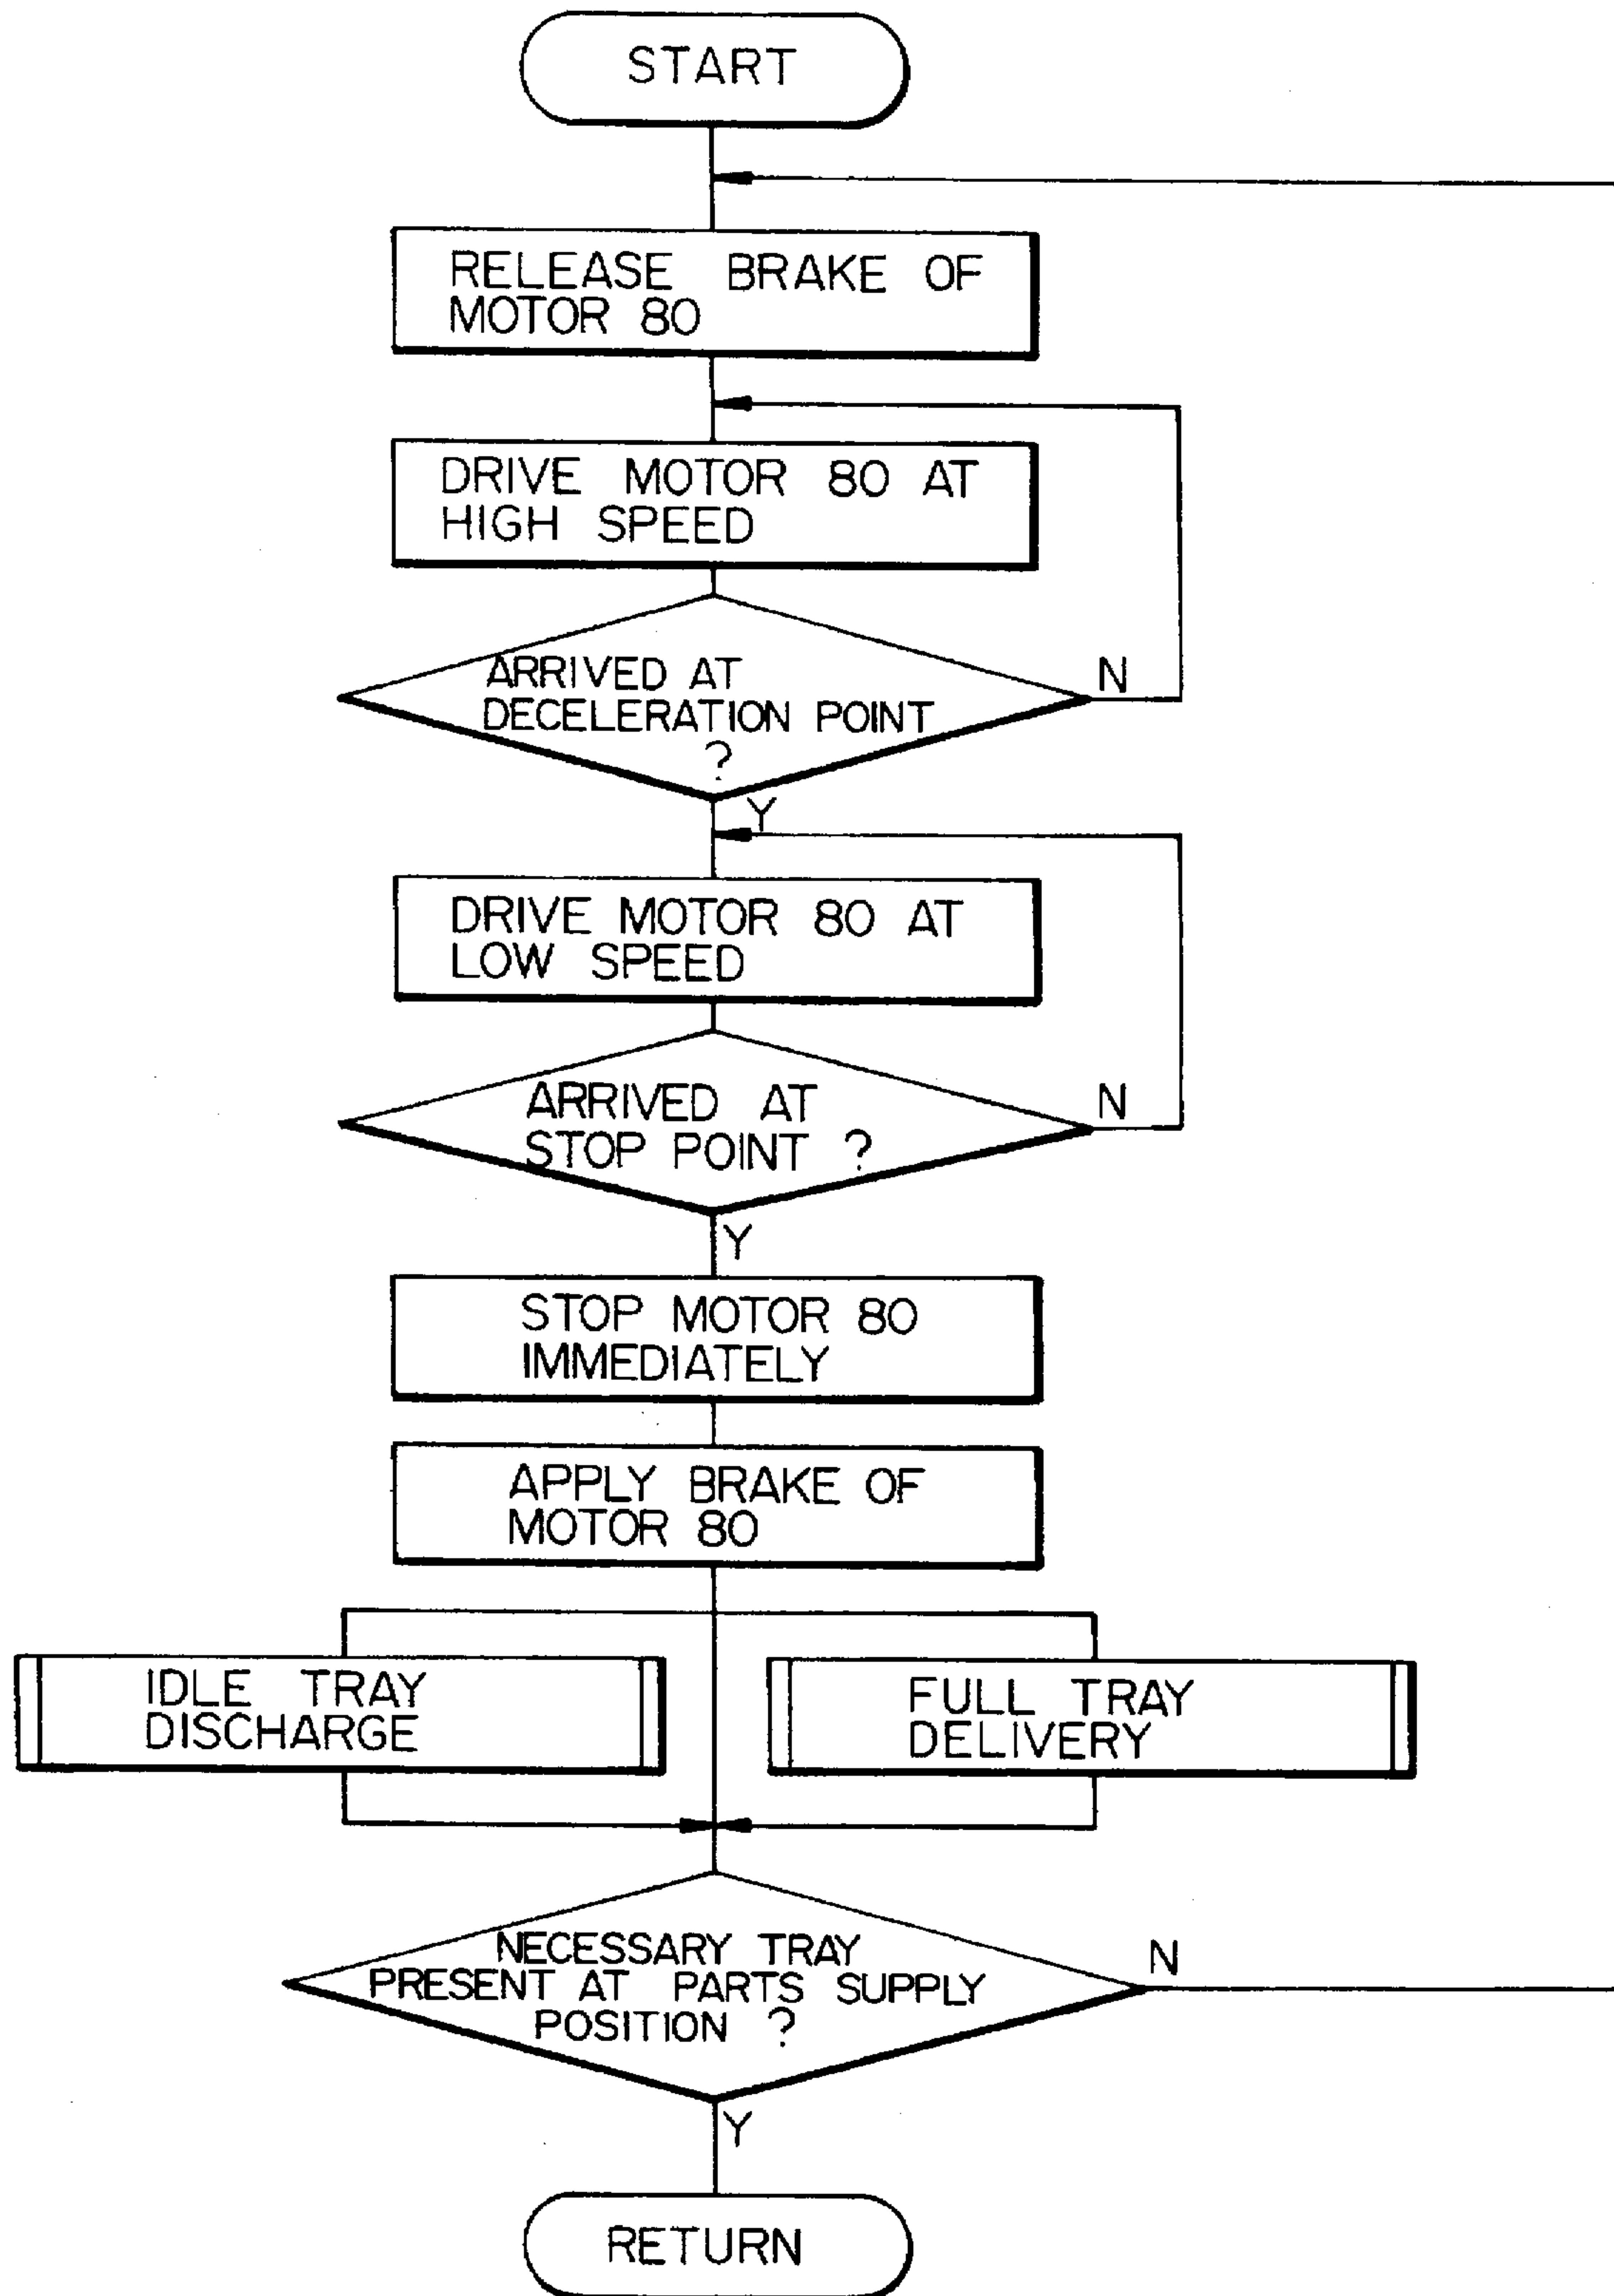 START
RELEASE BRAKE OF
MOTOR 80
DRIVE MOTOR 80 AT
HIGH SPEED
ARRIVED AT
DECELERATION POINT
?
N
Y
DRIVE MOTOR 80 AT
LOW SPEED
ARRIVED AT
STOP POINT ?
N
Y
STOP MOTOR 80
IMMEDIATELY
APPLY BRAKE OF
MOTOR 80
IDLE TRAY
DISCHARGE
FULL TRAY
DELIVERY
NECESSARY TRAY
PRESENT AT PARTS SUPPLY
POSITION ?
N
Y
RETURN